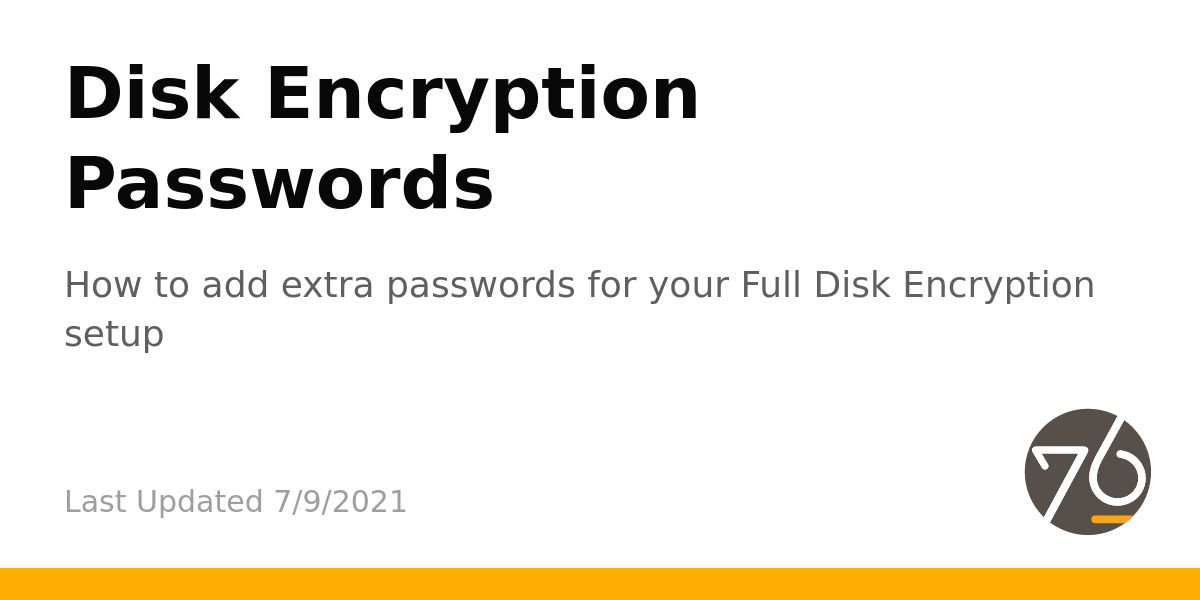 Disk Encryption
Passwords
How to add extra passwords for your Full Disk Encryption
setup
Last Updated 7/9/2021
76